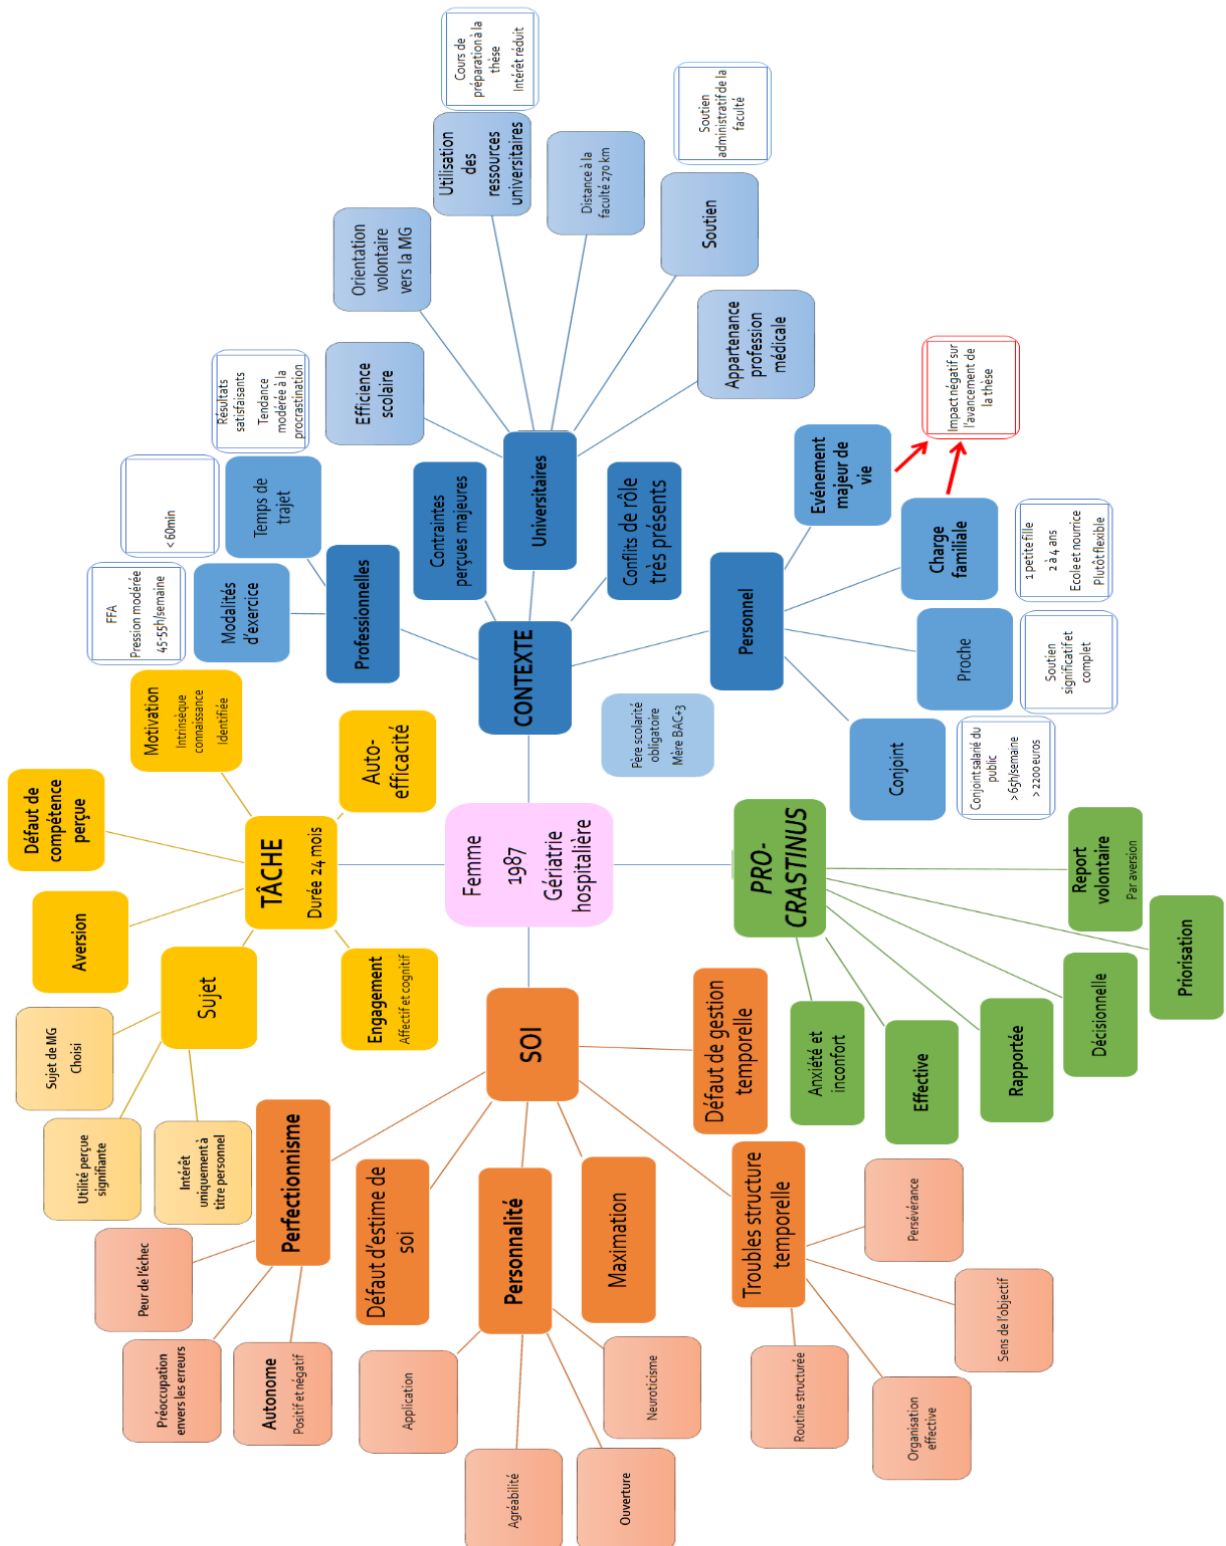 Femme
1987
Gériatrie
hospitalière
TÂCHE
Durée 24 mois
Sujet
Sujet de MG
Choisi
Utilité perçue
signifiante
Intérêt
uniquement à
titre personnel
Aversion
Défaut de
compétence
perçue
Motivation
Intrinsèque
connaissance
Identifiée
Auto-
efficacité
Engagement
Affectif et cognitif
CONTEXTE
Professionnelles
Modalités
d'exercice
FFA
Pression modérée
45-55h/semaine
Temps de
trajet
< 60min
Contraintes
perçues majeures
Universitaires
Efficience
scolaire
Résultats
satisfaisants
Tendance
modérée à la
procrastination
Orientation
volontaire
vers la MG
Utilisation
des
ressources
universitaires
Cours de
préparation à la
thèse
Intérêt réduit
Distance à la
faculté 270 km
Soutien
Soutien
administratif de la
faculté
Appartenance
profession
médicale
Conflits de rôle
très présents
Personnel
Evénement
majeur de
vie
Impact négatif sur
l'avancement de
la thèse
Charge
familiale
1 petite fille
2 à 4 ans
Ecole et nourrice
Plutôt flexible
Proche
Soutien
significatif et
complet
Conjoint
Conjoint salarié du
public
> 65h/semaine
> 2200 euros
Père scolarité
obligatoire
Mère BAC+3
SOI
Perfectionnisme
Peur de l'échec
Préoccupation
envers les erreurs
Autonome
Positif et négatif
Défaut d'estime de
soi
Personnalité
Application
Agréabilité
Ouverture
Neuroticisme
Maximation
Troubles structure
temporelle
Routine structurée
Organisation
effective
Sens de l'objectif
Persévérance
Défaut de gestion
temporelle
PRO-
CRASTINUS
Anxiété et
inconfort
Effective
Rapportée
Décisionnelle
Priorisation
Report
volontaire
Par aversion